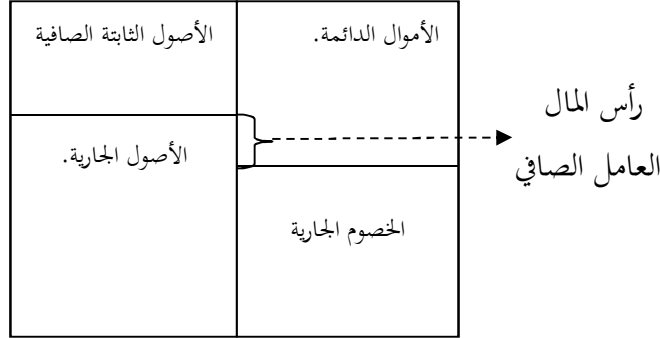 الأصول الثابتة الصافية
الأموال الدائمة.
رأس المال
العامل الصافي
الأصول الجارية.
الخصوم الجارية